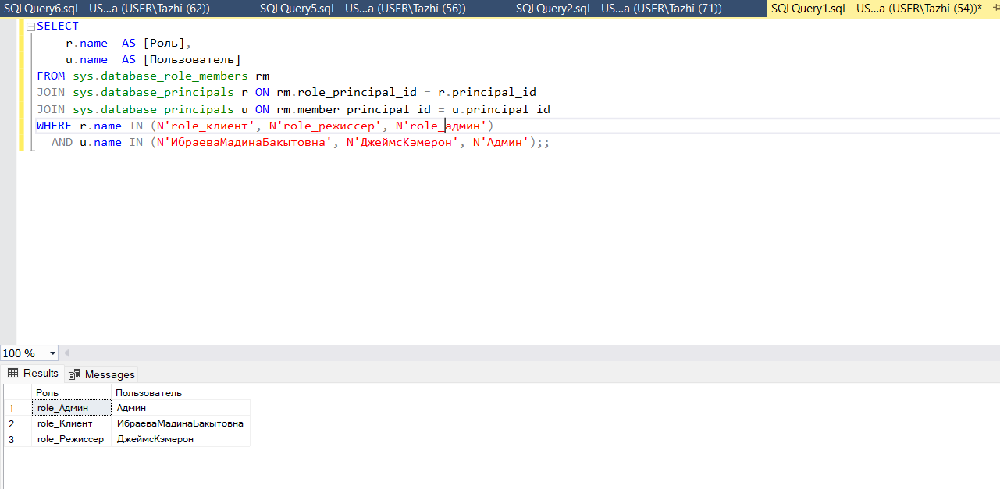 SQLQuery6.sql - US...a (USER\Tazhi (62)) SQLQuery5.sql - US...a (USER\Tazhi (56)) SQLQuery2.sql - US...a (USER\Tazhi (71)) SQLQuery1.sql - US...a (USER\Tazhi (54))*
SELECT
r.name AS [Роль],
u.name AS [Пользователь]
FROM sys.database_role_members rm
JOIN sys.database_principals r ON rm.role_principal_id = r.principal_id
JOIN sys.database_principals u ON rm.member_principal_id = u.principal_id
WHERE r.name IN (N'role_клиент', N'role_режиссер', N'role_админ')
AND u.name IN (N'ИбраеваМадинаБакытовна', N'ДжеймсКэмерон', N'Админ');;
100 %
Results Messages
Роль Пользователь
1 role_Админ Админ
2 role_Клиент ИбраеваМадинаБакытовна
3 role_Режиссер ДжеймсКэмерон